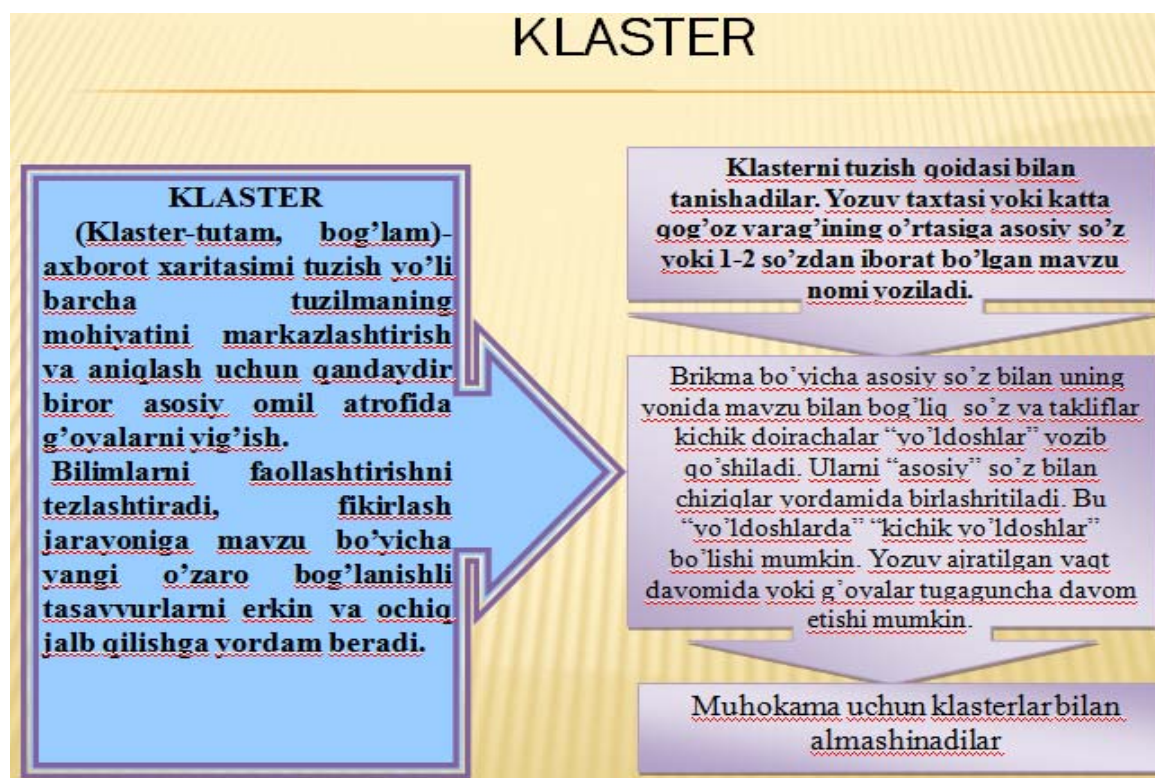 KLASTER
KLASTER
(Klaster-tutam, bog’lam)-
axborot xaritasimi tuzish yo’li
barcha tuzilmaning
mohiyatini markazlashtirish
va aniqlash uchun qandaydir
biror asosiy omil atrofida
g’oyalarni yig’ish.
Bilimlarni faollashtirishni
tezlashtiradi, fikirlash
jarayoniga mavzu bo’yicha
yangi o’zaro bog’lanishli
tasavvurlarni erkin va ochiq
jalb qilishga yordam beradi.
Klasterni tuzish qoidasi bilan
tanishadilar. Yozuv taxtasi yoki katta
qog’oz varag’ining o’rtasiga asosiy so’z
yoki 1-2 so’zdan iborat bo’lgan mavzu
nomi yoziladi.
Brikma bo’yicha asosiy so’z bilan uning
yonida mavzu bilan bog’liq so’z va takliflar
kichik doirachalar “yo’ldoshlar” yozib
qo’shiladi. Ularni “asosiy” so’z bilan
chiziqlar yordamida birlashritiladi. Bu
“yo’ldoshlarda” “kichik yo’ldoshlar”
bo’lishi mumkin. Yozuv ajratilgan vaqt
davomida yoki g’oyalar tugaguncha davom
etishi mumkin.
Muhokama uchun klasterlar bilan
almashinadilar